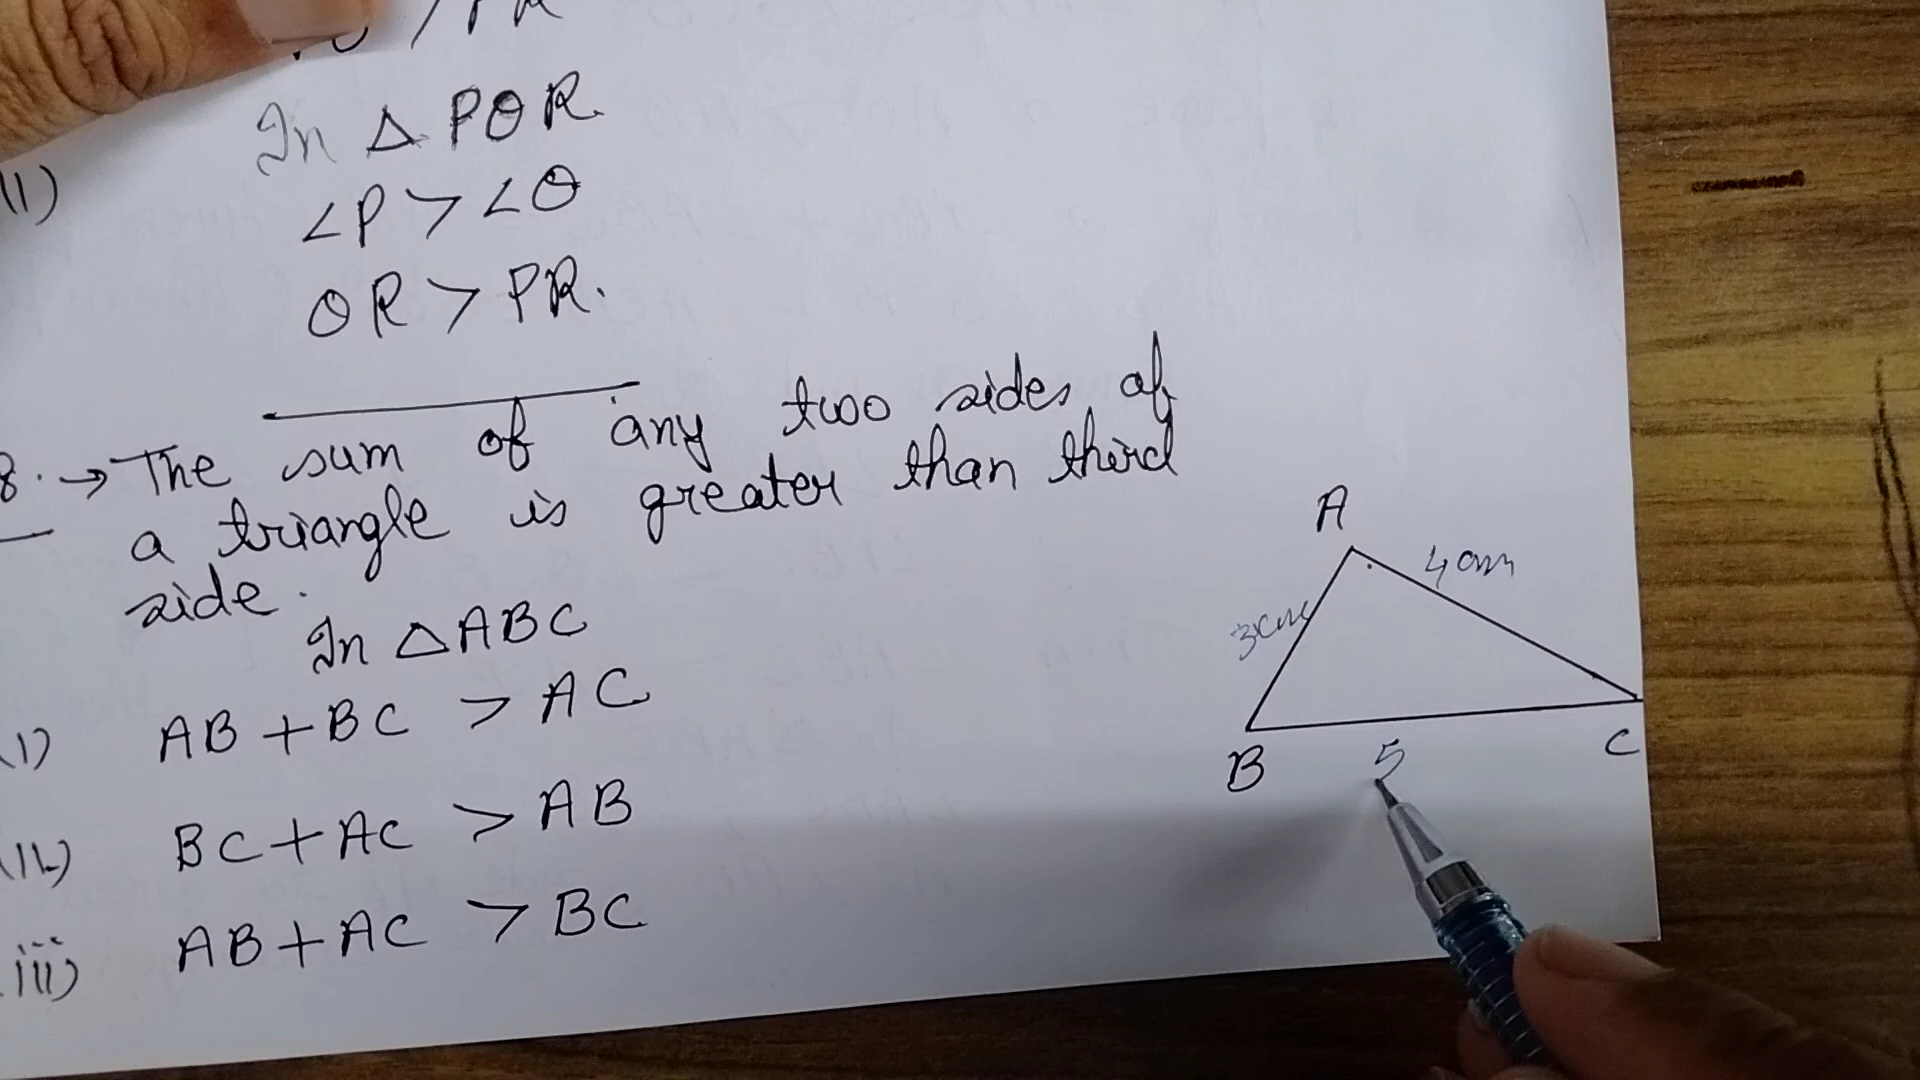 In △ PQR.
11) ∠P > ∠Q
QR > PR.
8. → The sum of any two sides of
a triangle is greater than third
side.
In △ABC
(I) AB + BC > AC
(II) BC + AC > AB
iii) AB + AC > BC
A
4cm
3cm
B
5
C